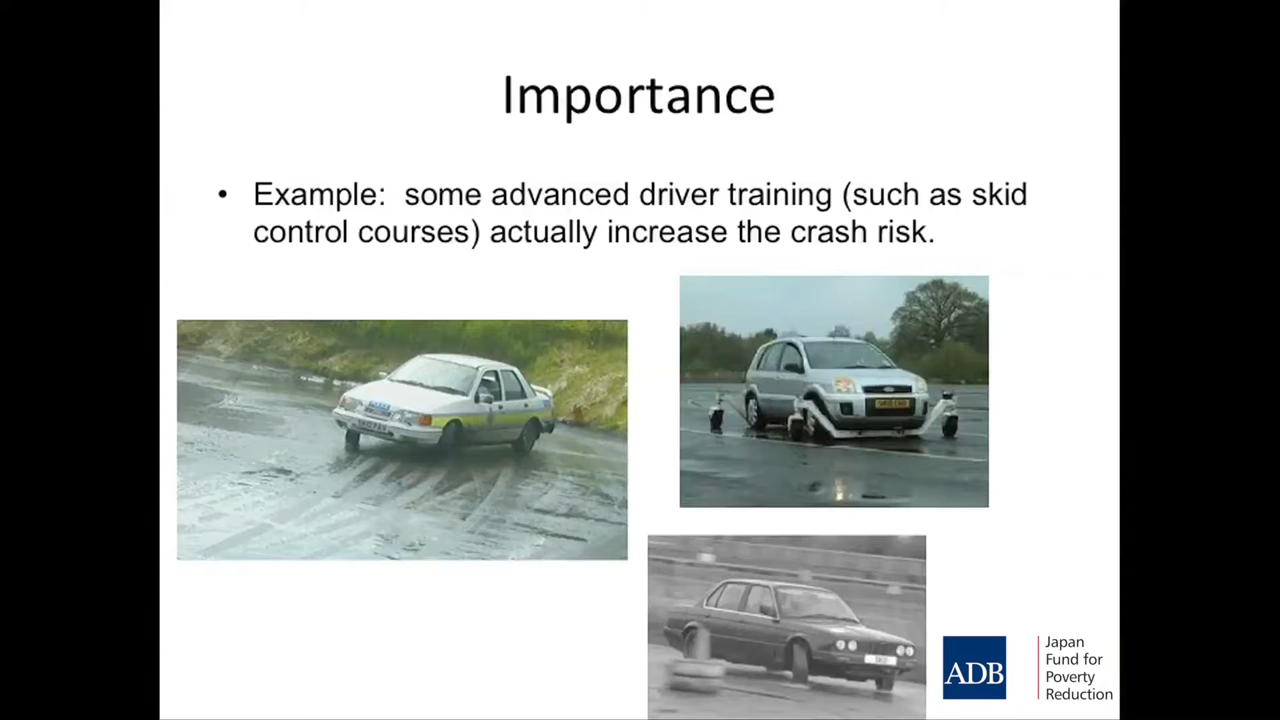 Importance
• Example: some advanced driver training (such as skid
control courses) actually increase the crash risk.
ADB
Japan
Fund for
Poverty
Reduction